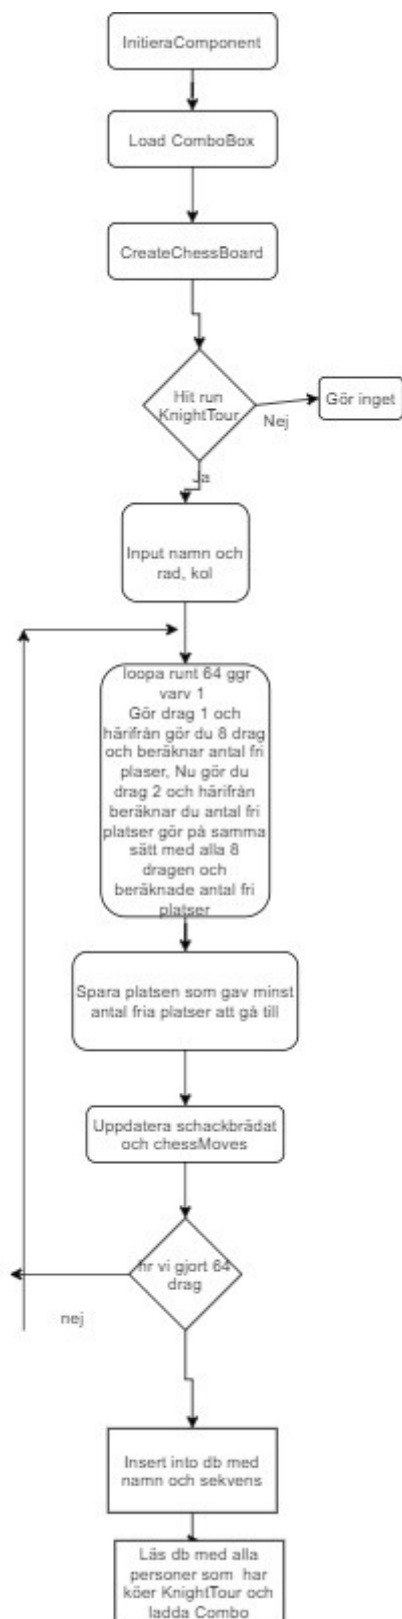 InitieraComponent
Load ComboBox
CreateChessBoard
Hit run
KnightTour
Gör inget
Nej
Ja
Input namn och
rad, kol
loopa runt 64 ggr
varv 1
Gör drag 1 och
härifrån gör du 8 drag
och beräknar antal fri
plaser, Nu gör du
drag 2 och härifrån
beräknar du antal fri
platser gör på samma
sätt med alla 8
dragen och
beräknade antal fri
platser
Spara platsen som gav minst
antal fria platser att gå till
Uppdatera schackbrädat
och chessMoves
hr vi gjort 64
drag
nej
Insert into db med
namn och sekvens
Läs db med alla
personer som har
köer KnightTour och
ladda Combo